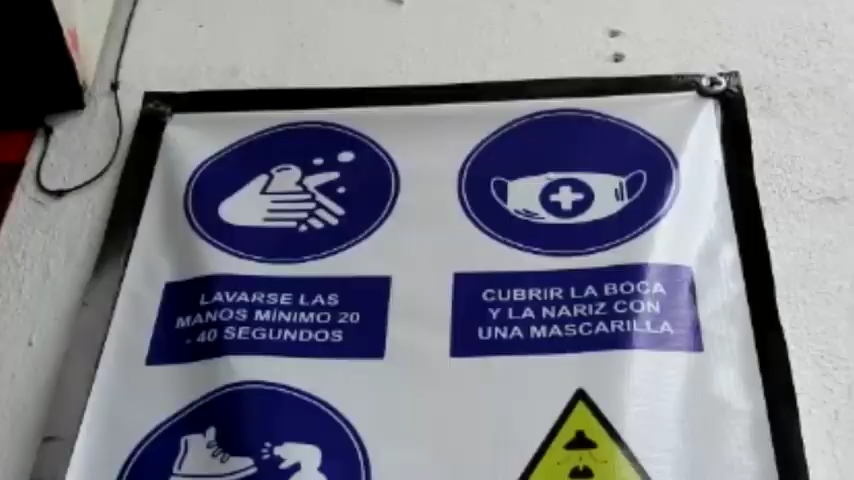 LAVARSE LAS
MANOS MÍNIMO 20
- 40 SEGUNDOS
CUBRIR LA BOCA
Y LA NARIZ CON
UNA MASCARILLA